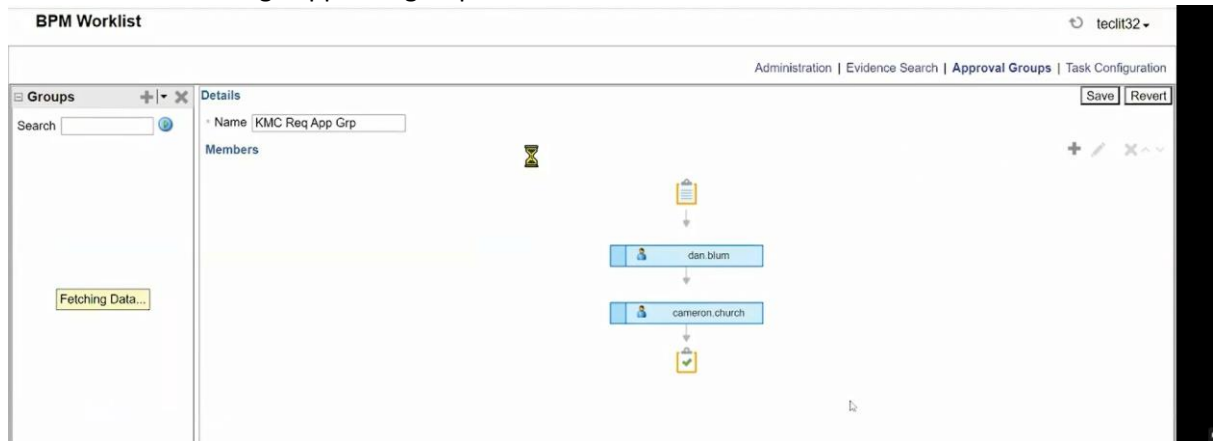 BPM Worklist
teclit32
Administration | Evidence Search | Approval Groups | Task Configuration
Groups
Details
Save Revert
Search
Name KMC Req App Grp
Members
dan.blum
Fetching Data...
cameron.church